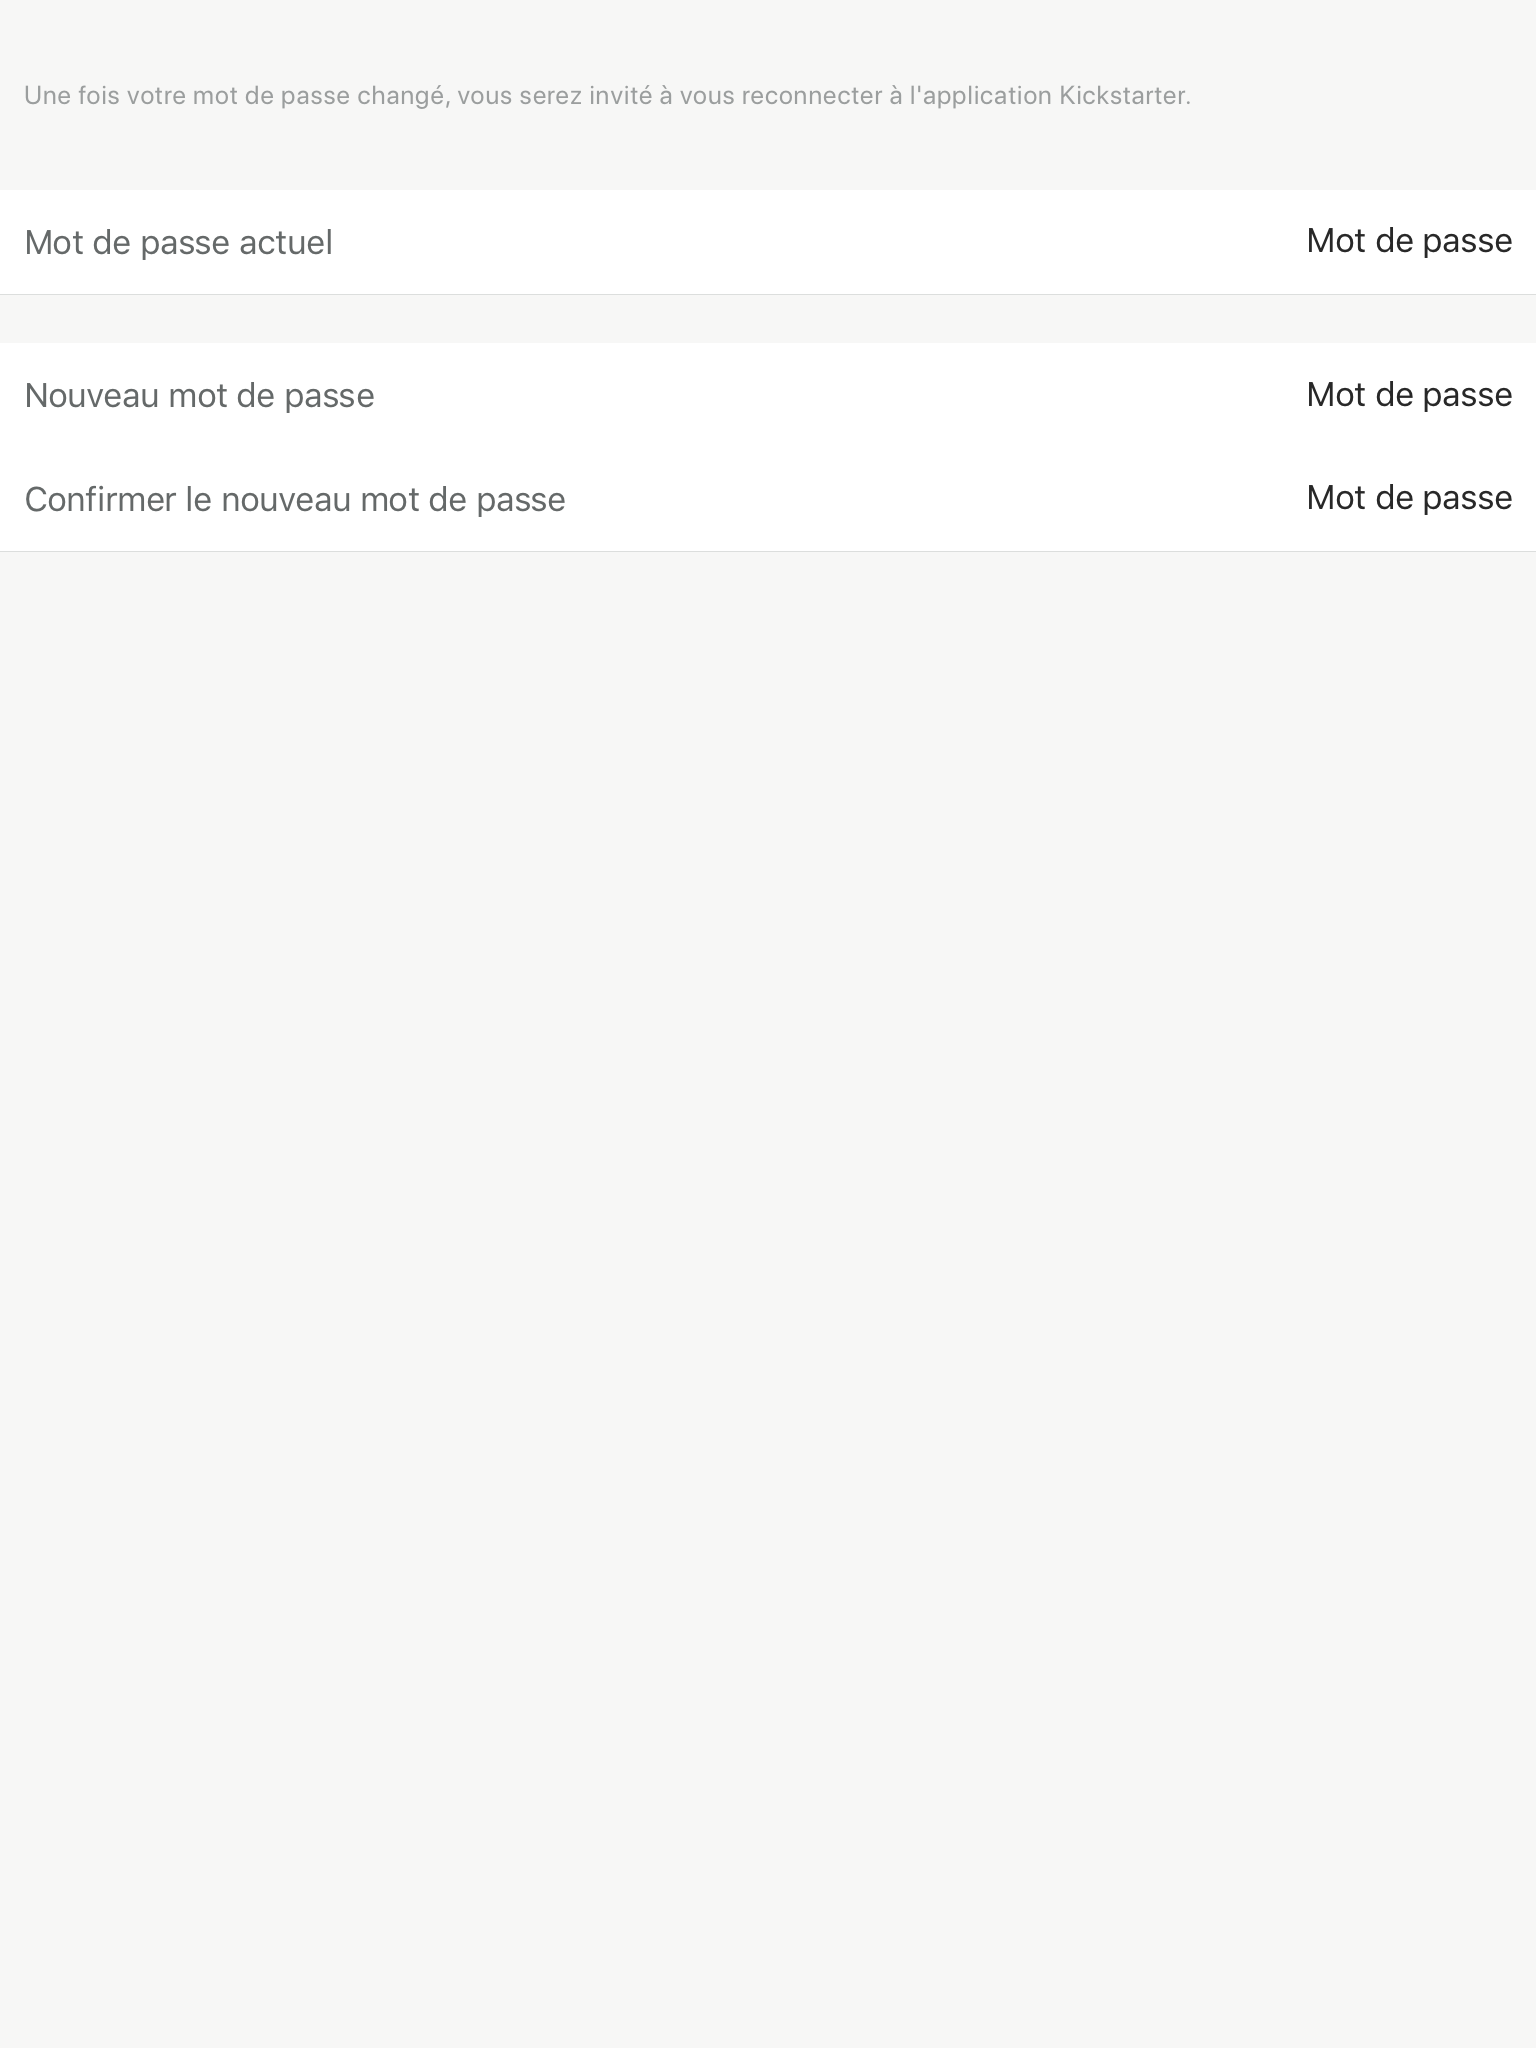 Une fois votre mot de passe changé, vous serez invité à vous reconnecter à l'application Kickstarter.
Mot de passe actuel Mot de passe
Nouveau mot de passe Mot de passe
Confirmer le nouveau mot de passe Mot de passe